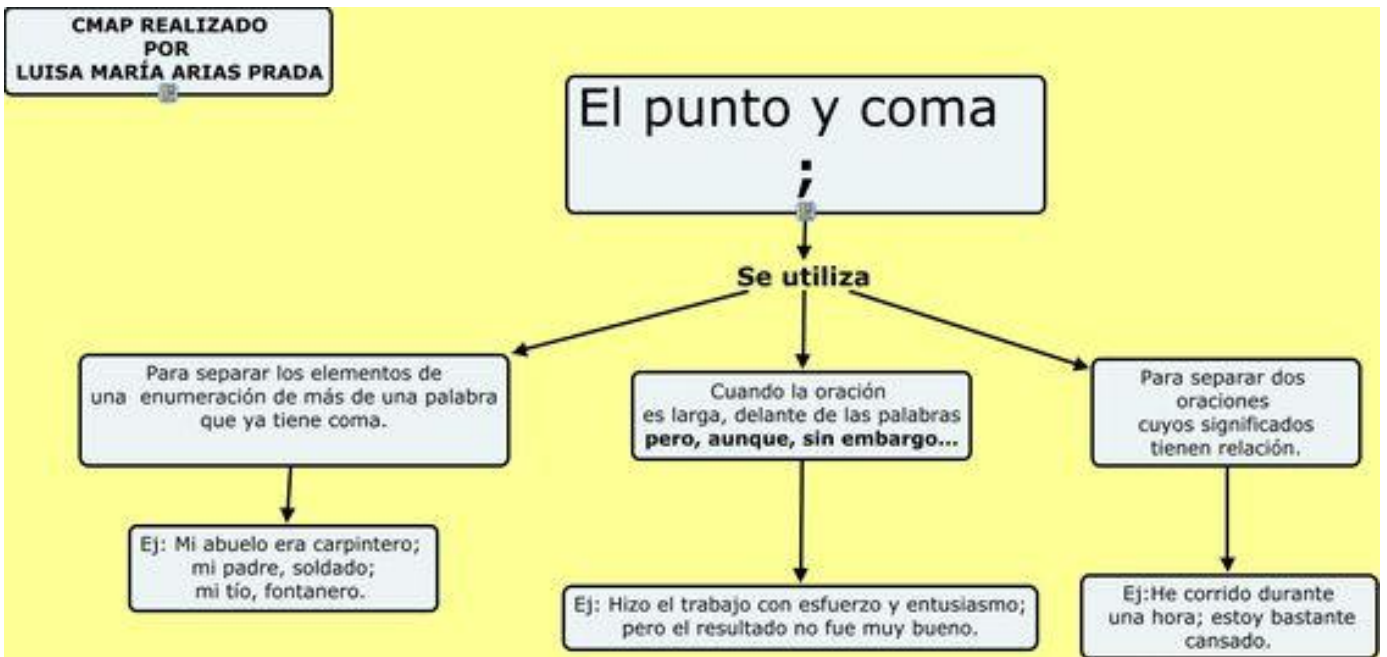 CMAP REALIZADO
POR
LUISA MARÍA ARIAS PRADA
El punto y coma
;
Se utiliza
Para separar los elementos de
una enumeración de más de una palabra
que ya tiene coma.
Cuando la oración
es larga, delante de las palabras
pero, aunque, sin embargo...
Para separar dos
oraciones
cuyos significados
tienen relación.
Ej: Mi abuelo era carpintero;
mi padre, soldado;
mi tío, fontanero.
Ej: Hizo el trabajo con esfuerzo y entusiasmo;
pero el resultado no fue muy bueno.
Ej:He corrido durante
una hora; estoy bastante
cansado.